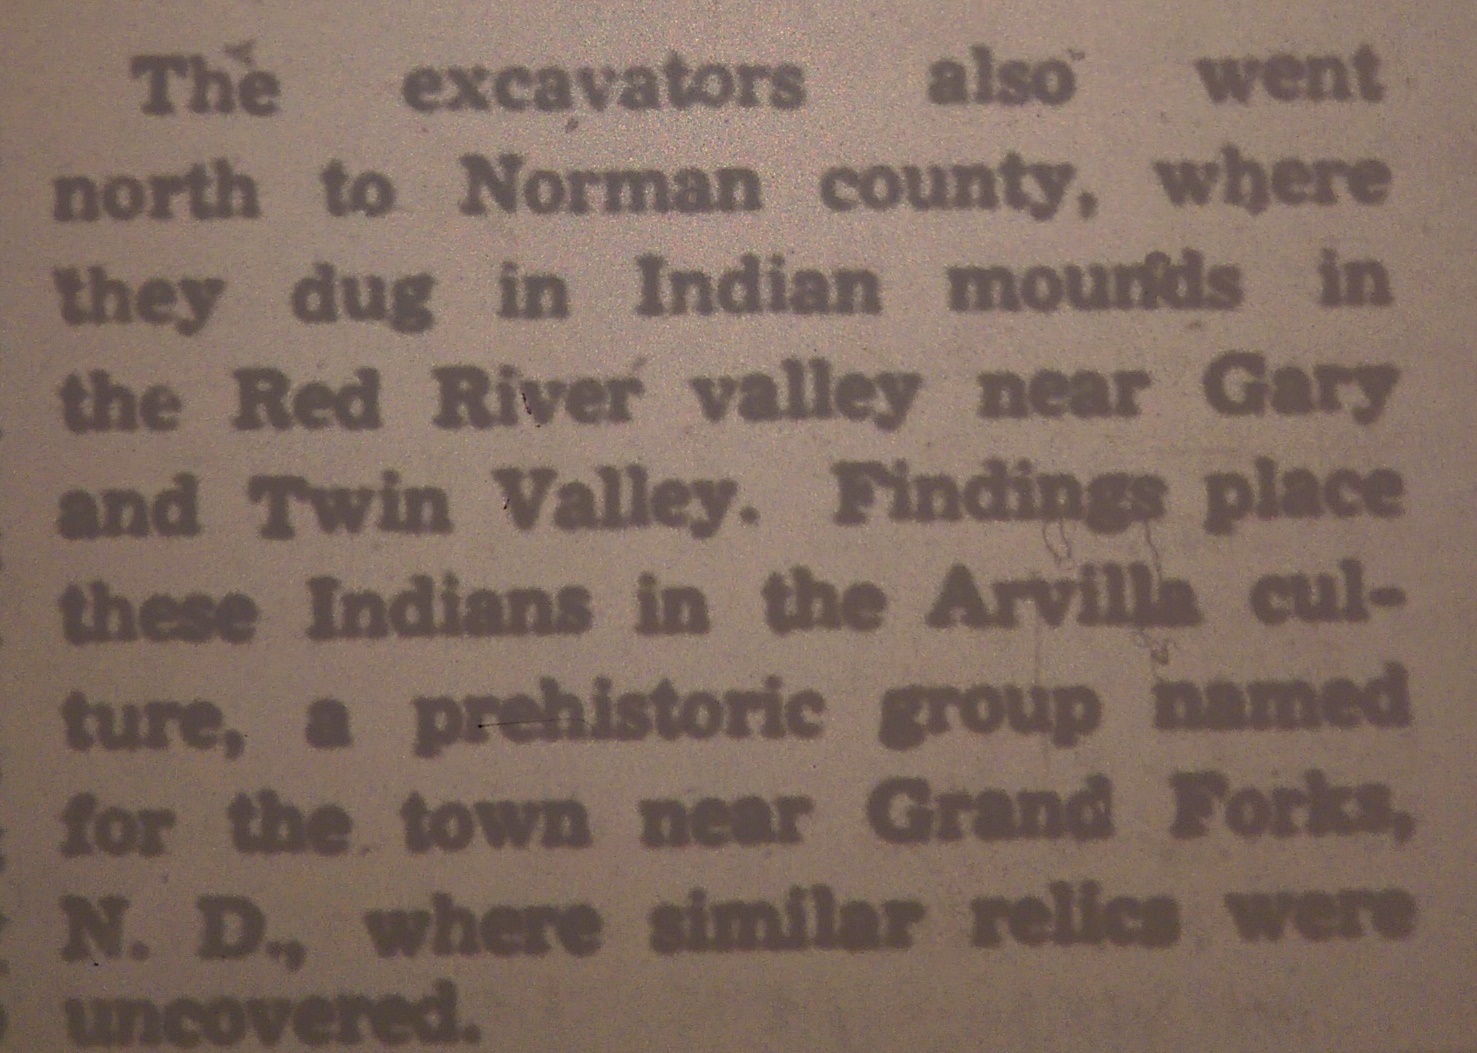 The excavators also went
north to Norman county, where
they dug in Indian mounds in
the Red River valley near Gary
and Twin Valley. Findings place
these Indians in the Arvilla cul-
ture, a prehistoric group named
for the town near Grand Forks,
N. D., where similar relics were
uncovered.